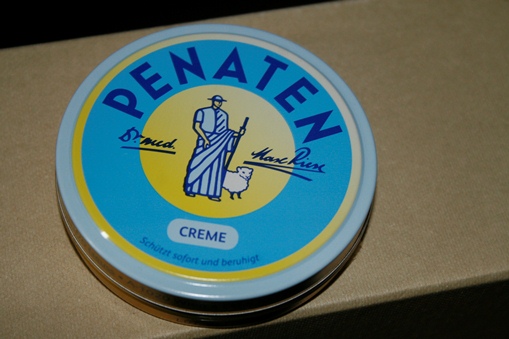 PENATEN
Dr. med. Max Riese
CREME
Schützt sofort und beruhigt